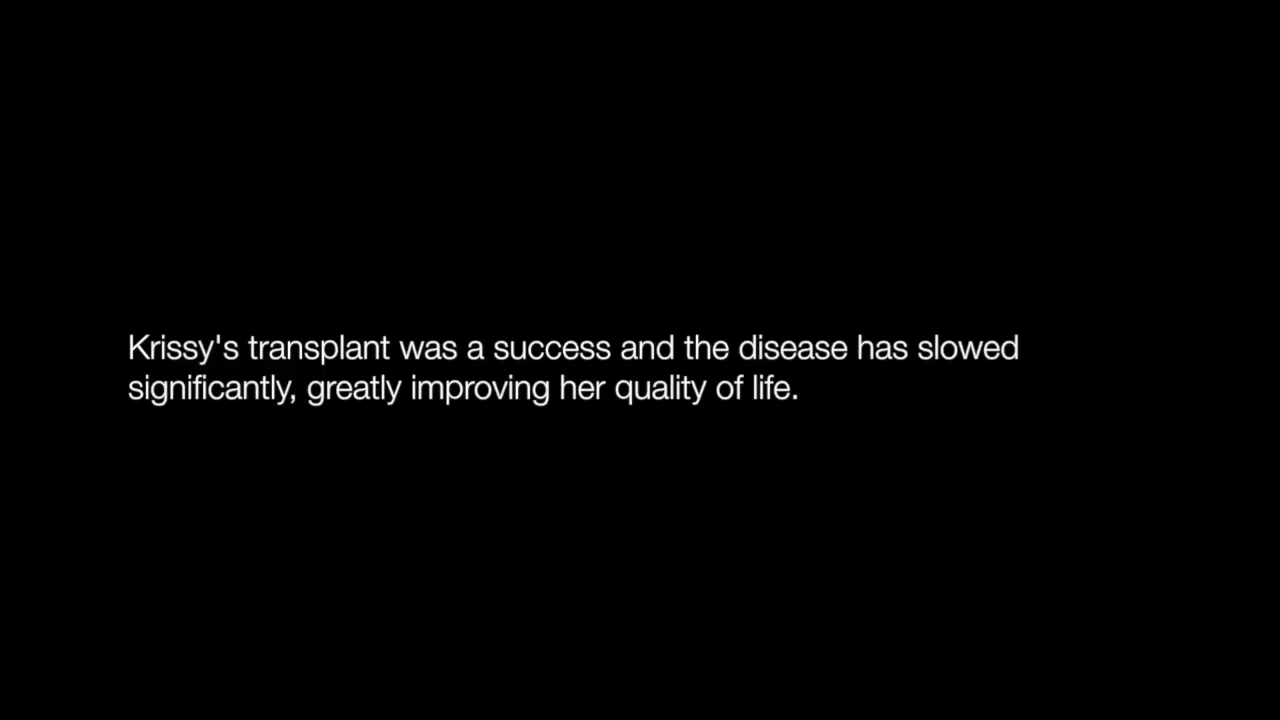 Krissy's transplant was a success and the disease has slowed
significantly, greatly improving her quality of life.